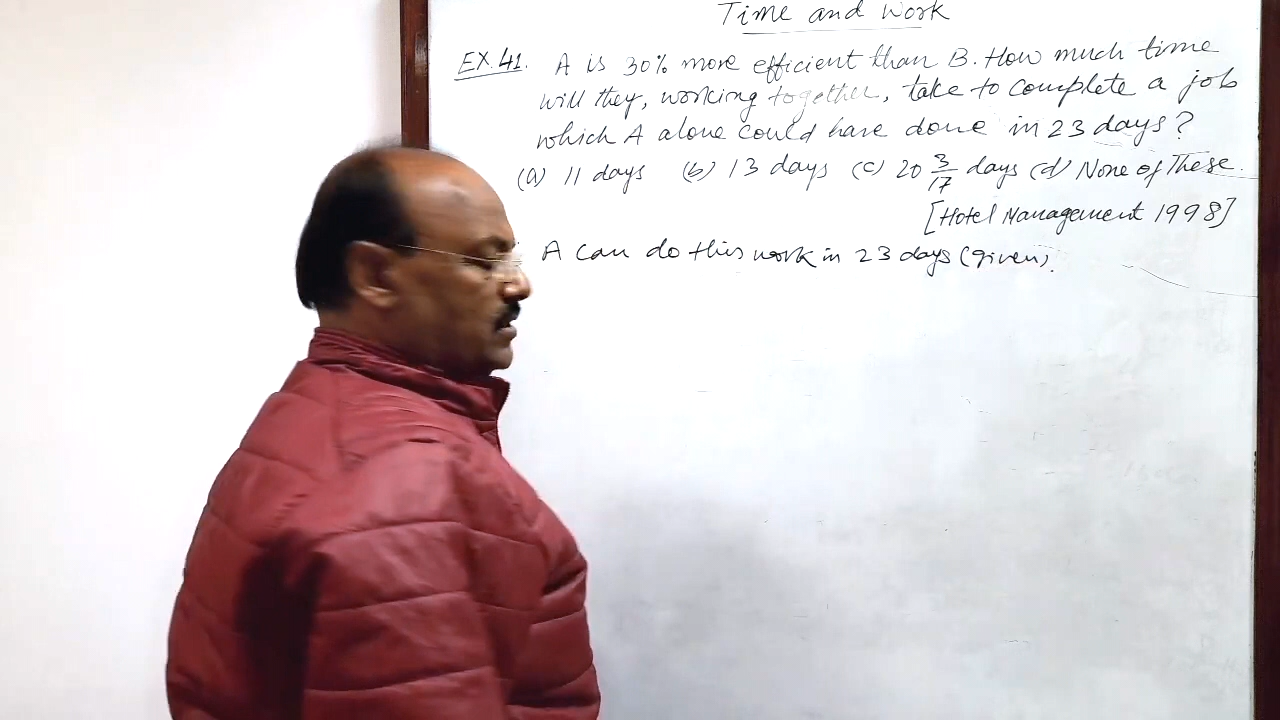 Time and Work
EX.41. A is 30% more efficient than B. How much time
will they, working together, take to complete a job
which A alone could have done in 23 days?
(a) 11 days (b) 13 days (c) 20 3/17 days (d) None of These.
[Hotel Management 1998]
A can do this work in 23 days (given).